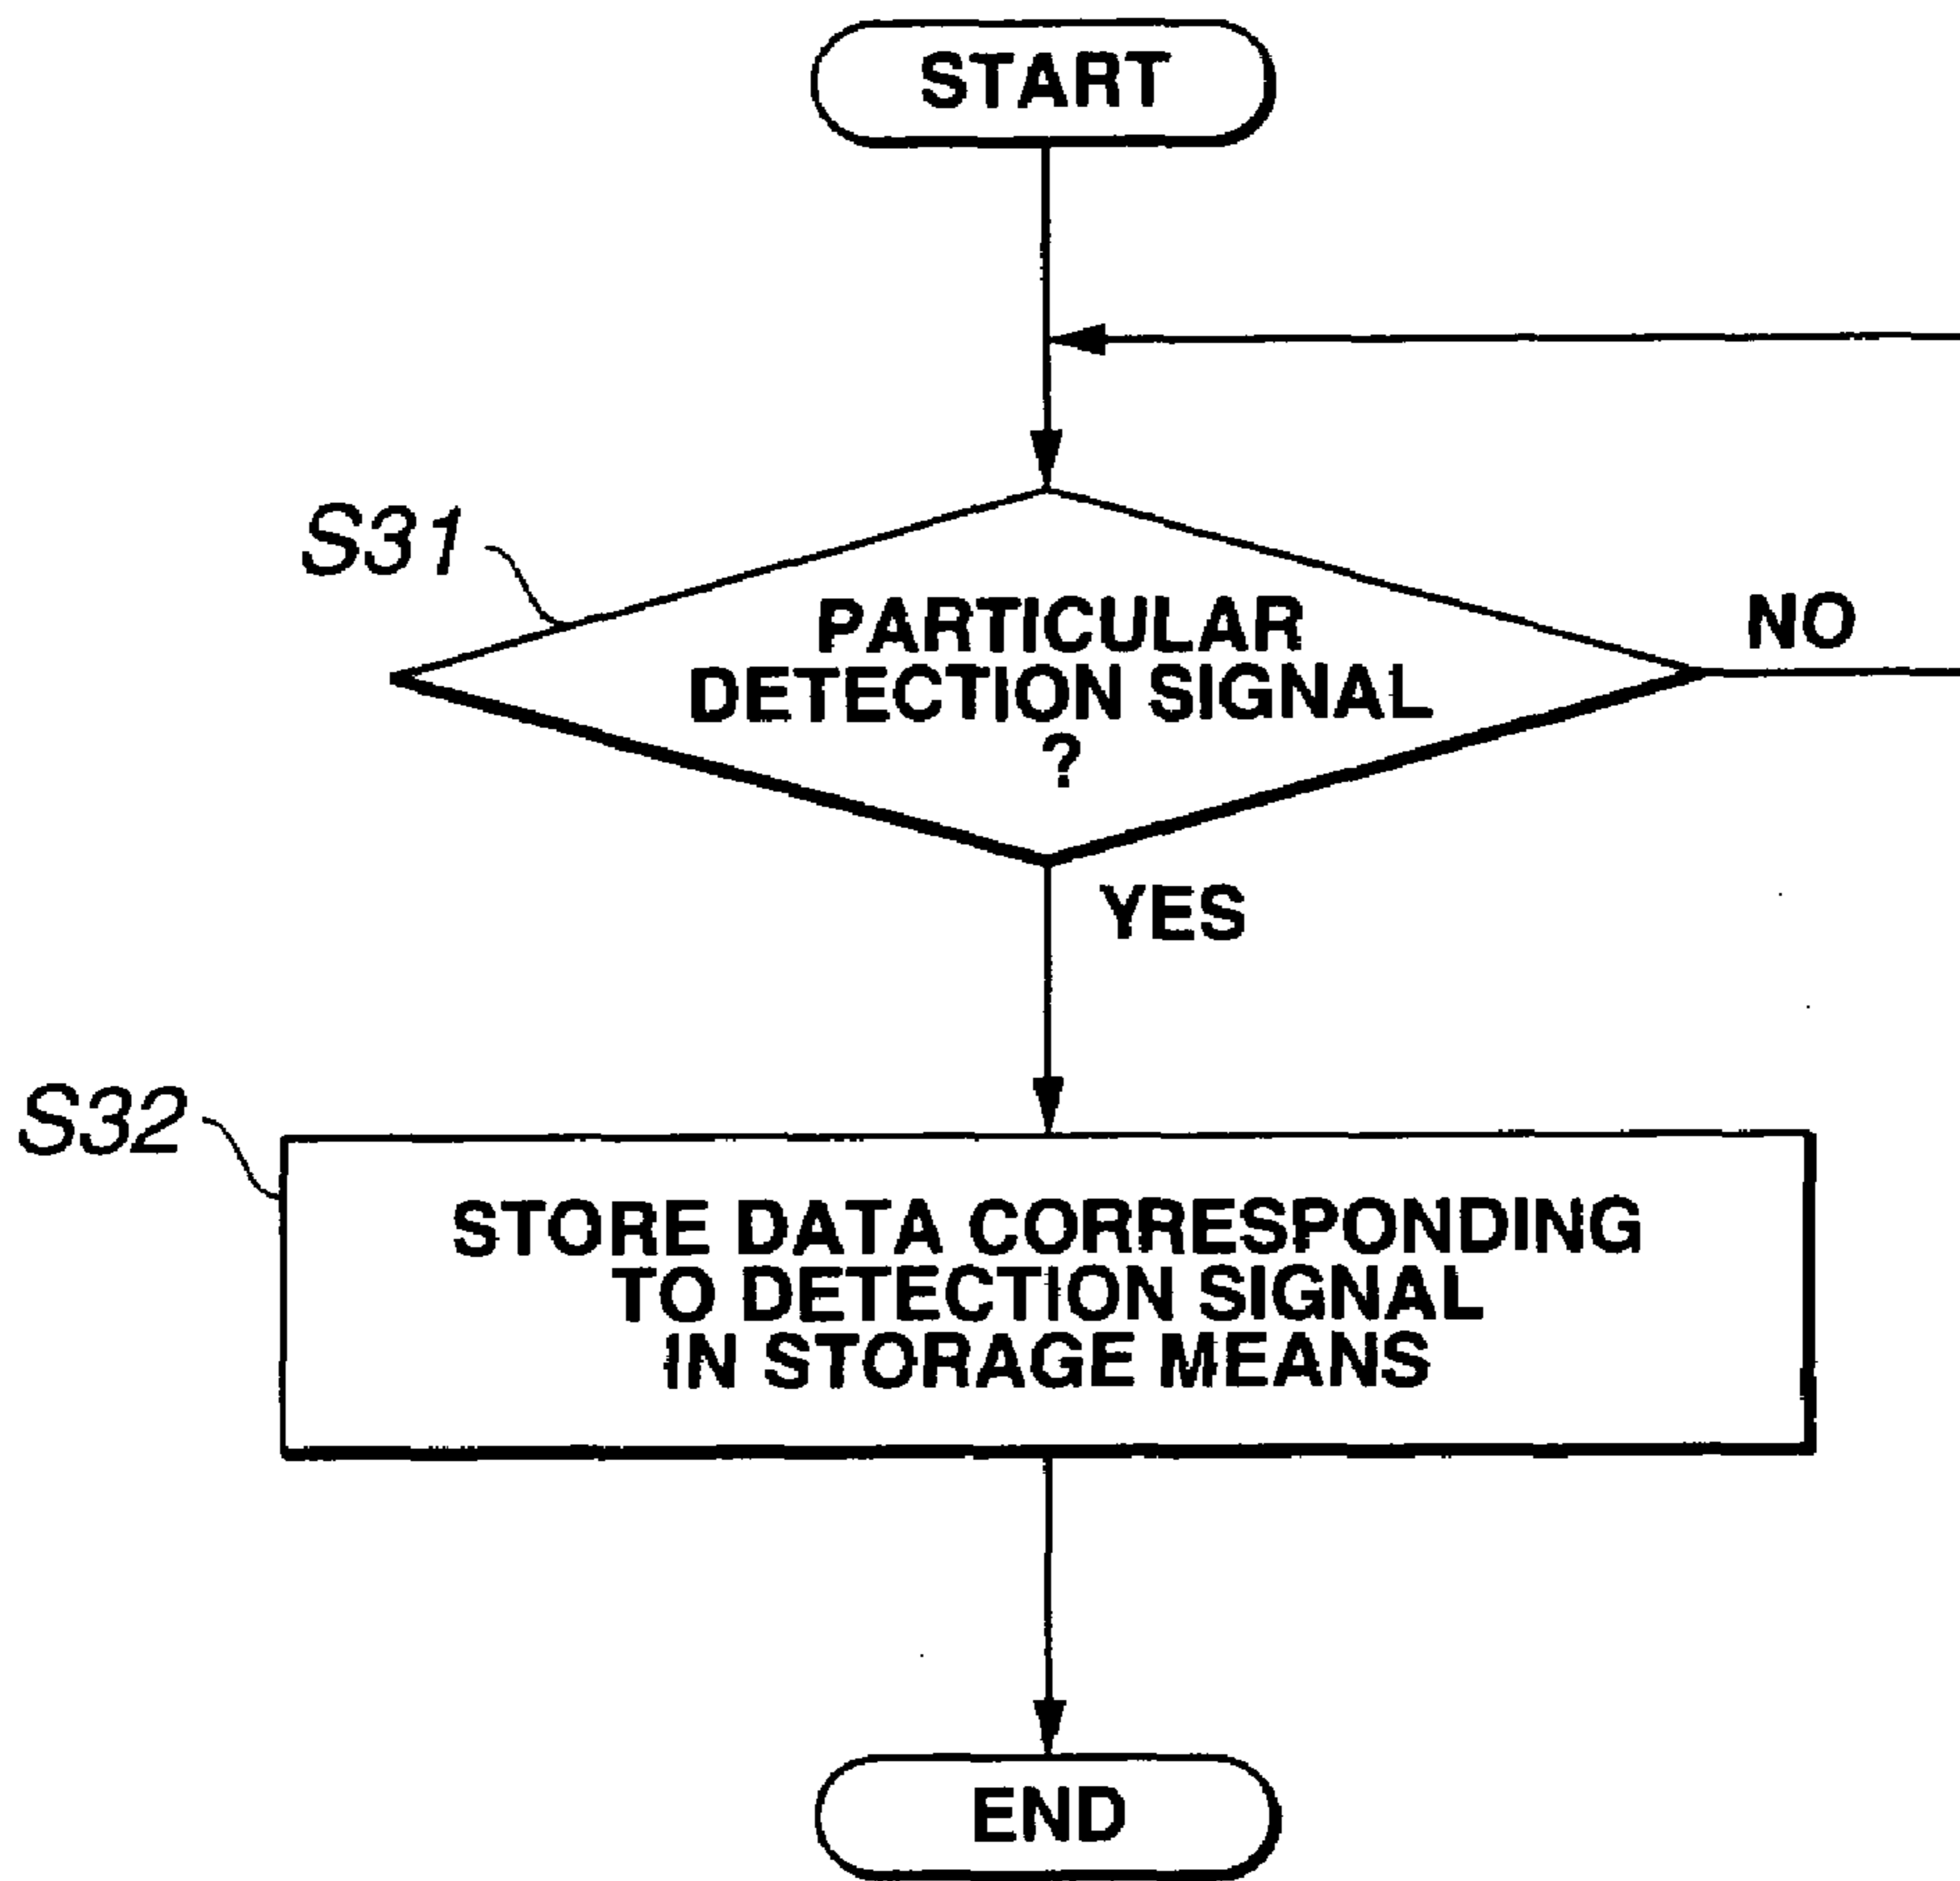 START
S31
PARTICULAR
DETECTION SIGNAL
?
NO
YES
S32
STORE DATA CORRESPONDING
TO DETECTION SIGNAL
IN STORAGE MEANS
END